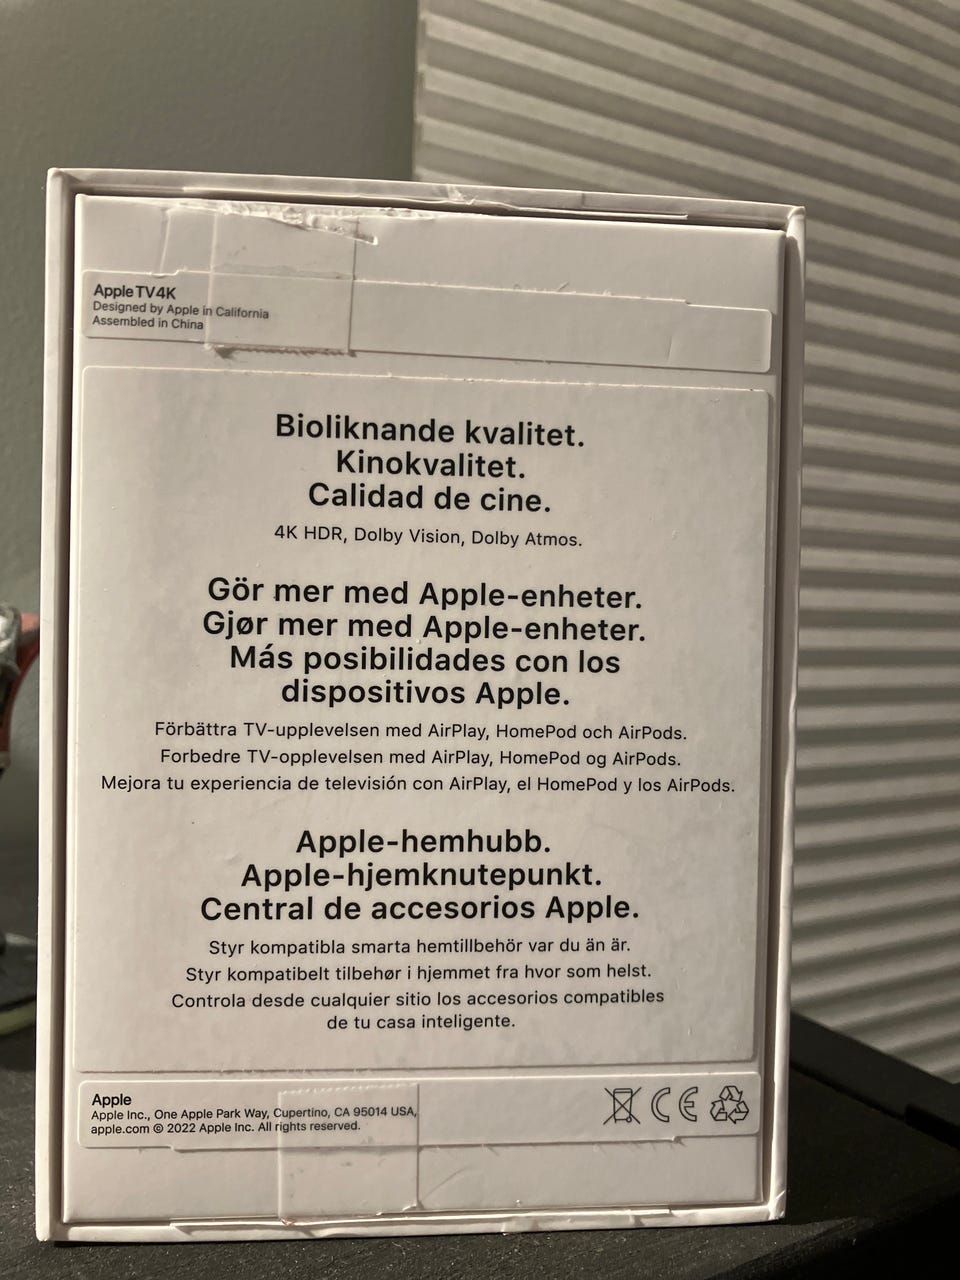 Apple TV 4K
Designed by Apple in California
Assembled in China
Bioliknande kvalitet.
Kinokvalitet.
Calidad de cine.
4K HDR, Dolby Vision, Dolby Atmos.
Gör mer med Apple-enheter.
Gjør mer med Apple-enheter.
Más posibilidades con los
dispositivos Apple.
Förbättra TV-upplevelsen med AirPlay, HomePod och AirPods.
Forbedre TV-opplevelsen med AirPlay, HomePod og AirPods.
Mejora tu experiencia de televisión con AirPlay, el HomePod y los AirPods.
Apple-hemhubb.
Apple-hjemknutepunkt.
Central de accesorios Apple.
Styr kompatibla smarta hemtillbehör var du än är.
Styr kompatibelt tilbehør i hjemmet fra hvor som helst.
Controla desde cualquier sitio los accesorios compatibles
de tu casa inteligente.
Apple
Apple Inc., One Apple Park Way, Cupertino, CA 95014 USA,
apple.com © 2022 Apple Inc. All rights reserved.
CE